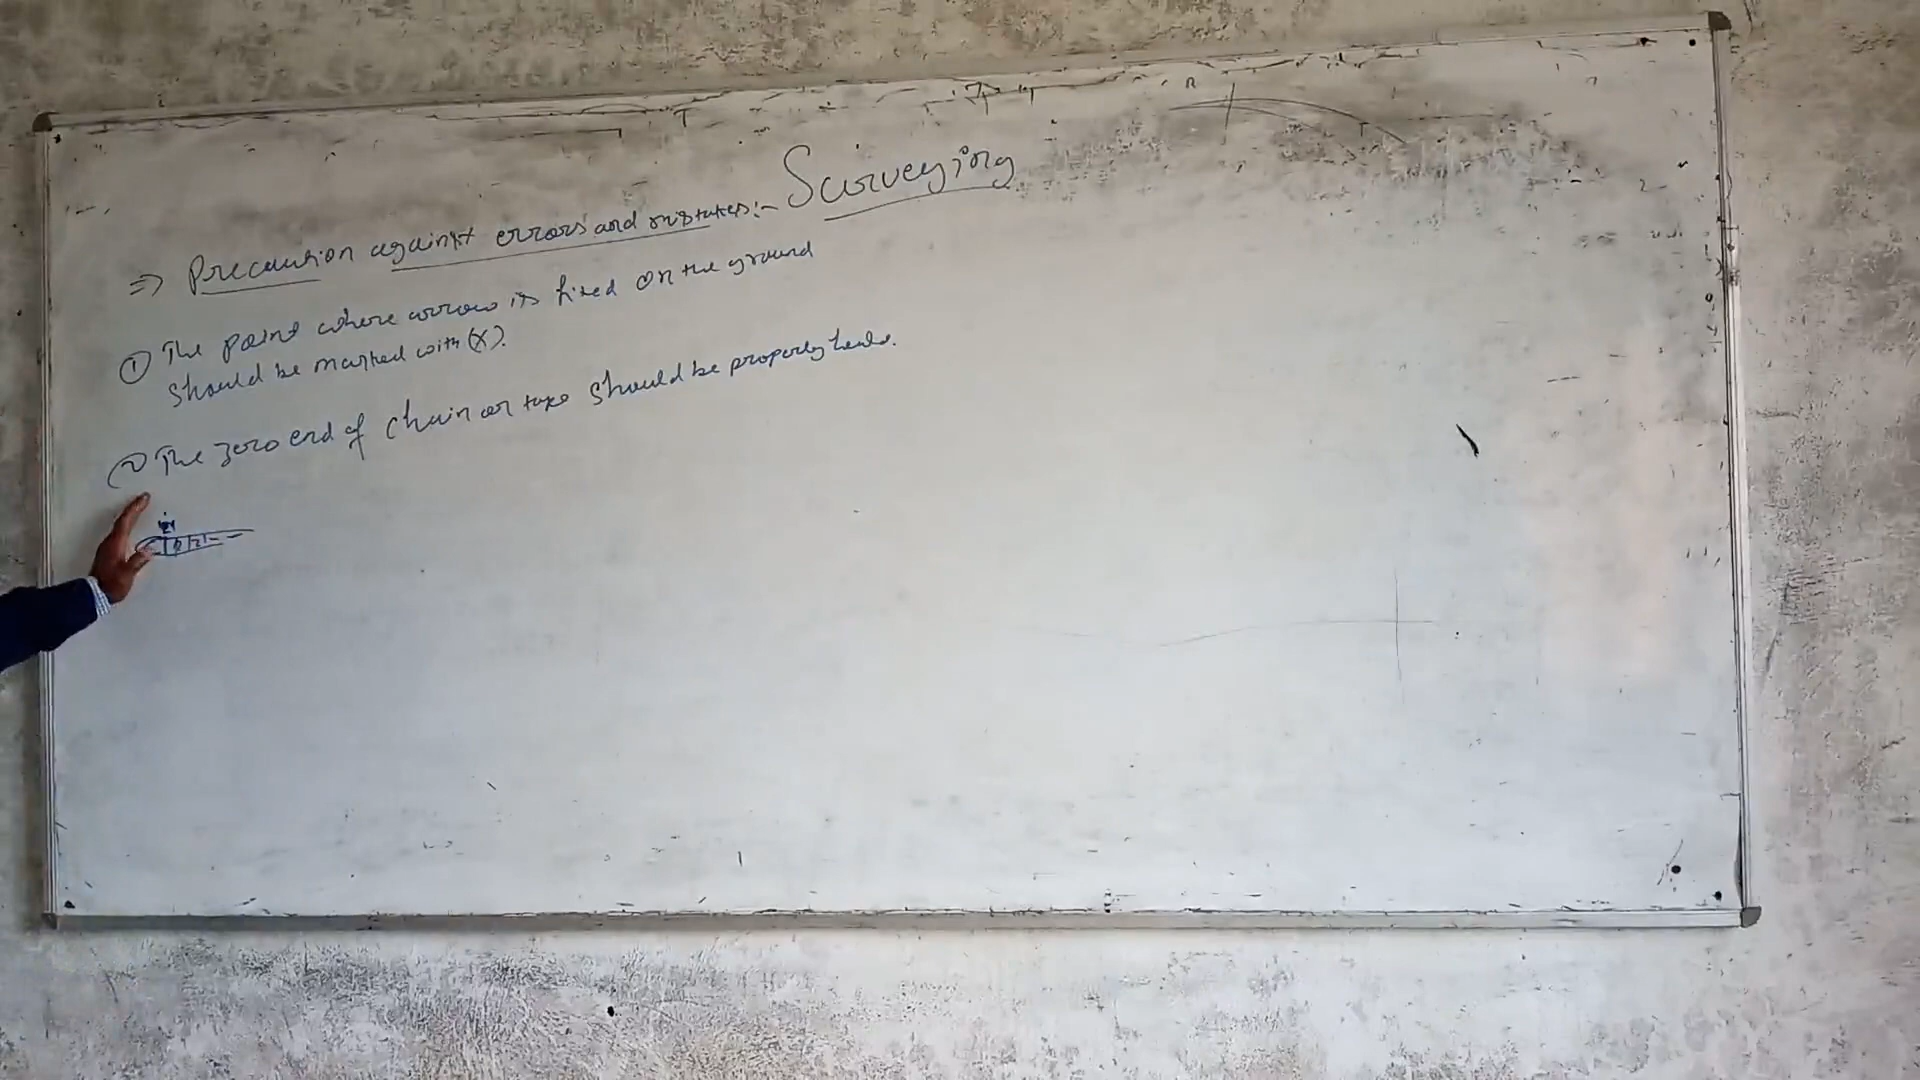 Surveying
⇒ Precaution against errors and mistakes:-
① The point where arrow is fixed on the ground
should be marked with (X).
② The zero end of chain or tape should be properly held.
R